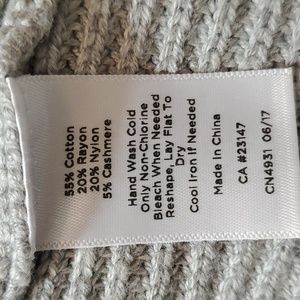 55% Cotton
20% Rayon
20% Nylon
5% Cashmere
Hand Wash Cold
Only Non-Chlorine
Bleach When Needed
Reshape, Lay Flat To
Dry
Cool Iron If Needed
Made In China
CA #23147
CN4931 06/17